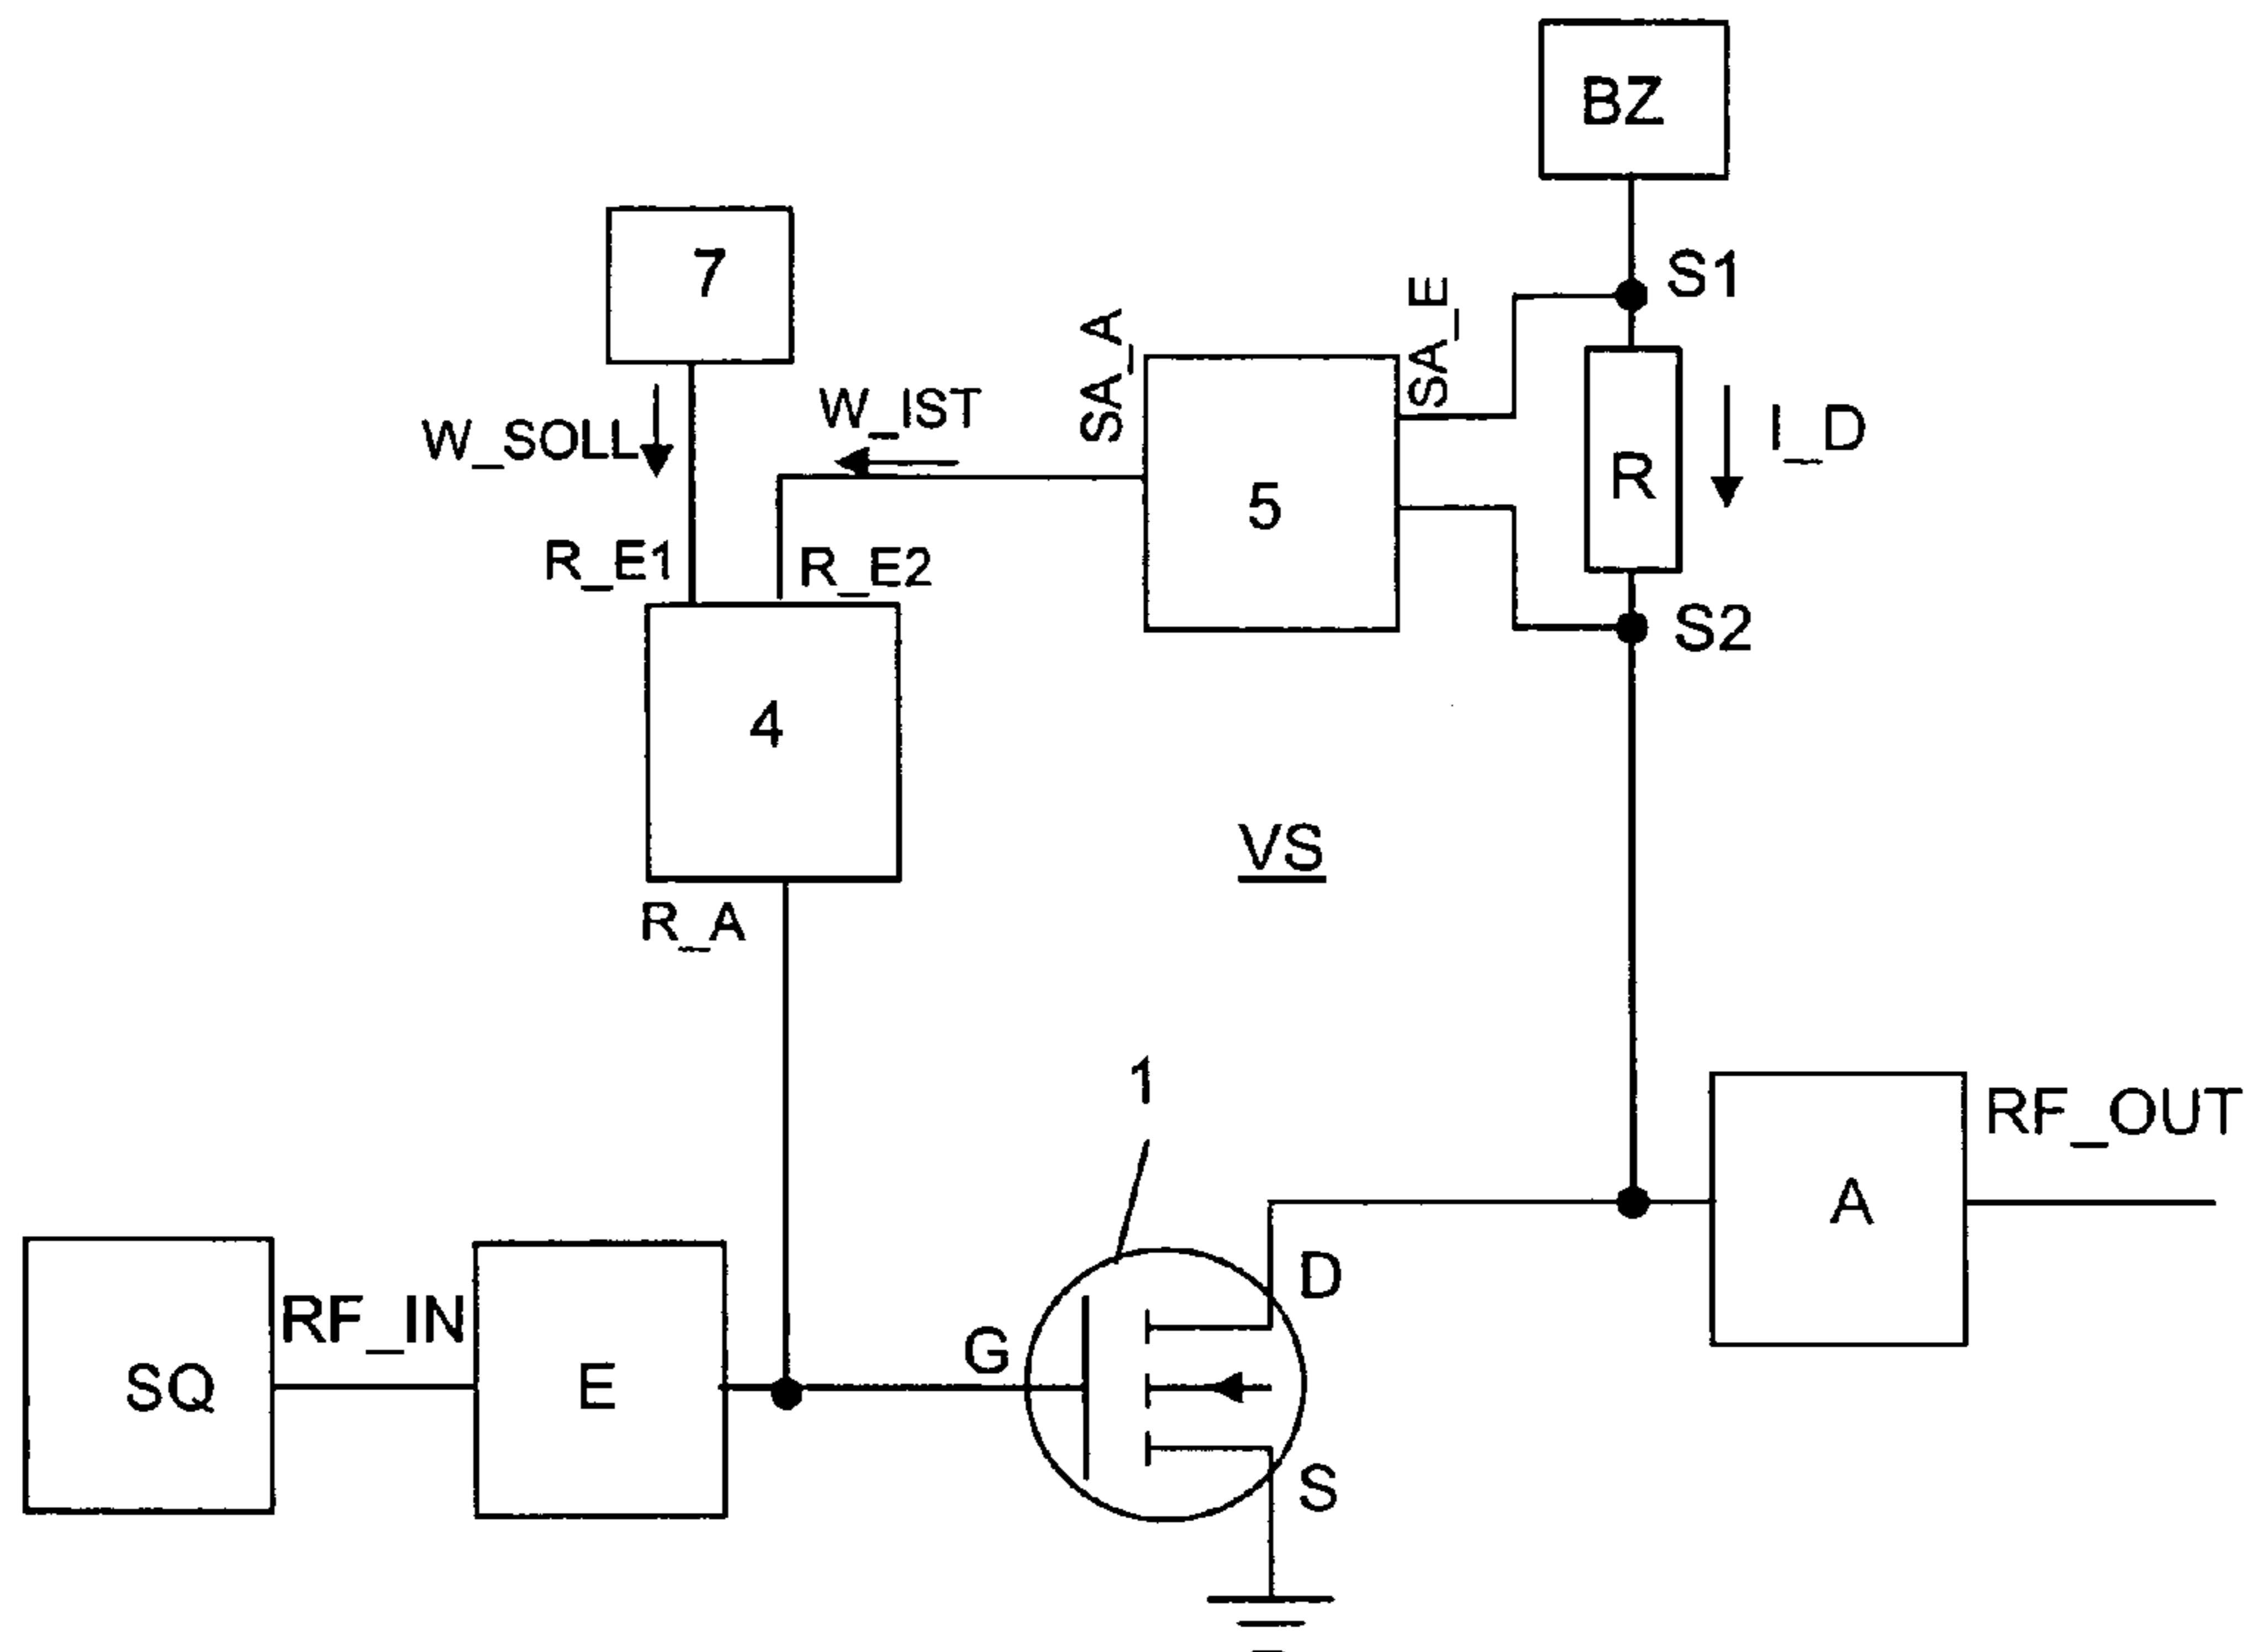 BZ
S1
7
SA_A
SA_E
W_SOLL
W_IST
I_D
R
5
R_E1
R_E2
S2
4
VS
R_A
1
RF_OUT
A
D
RF_IN
G
SQ
E
S